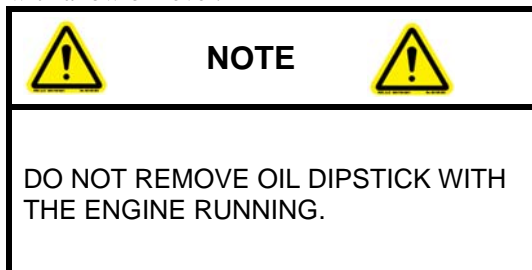 NOTE
DO NOT REMOVE OIL DIPSTICK WITH
THE ENGINE RUNNING.